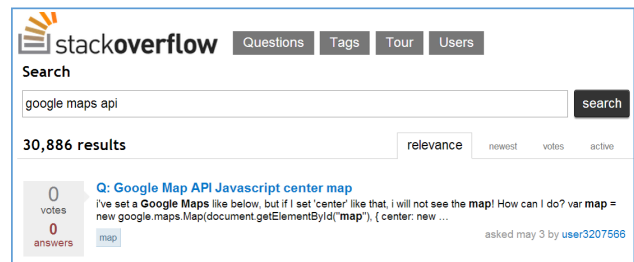 stackoverflow Questions Tags Tour Users
Search
google maps api search
30,886 results relevance newest votes active
0 votes
0 answers
Q: Google Map API Javascript center map
i've set a Google Maps like below, but if I set 'center' like that, i will not see the map! How can I do? var map =
new google.maps.Map(document.getElementById("map"), { center: new ...
map
asked may 3 by user3207566